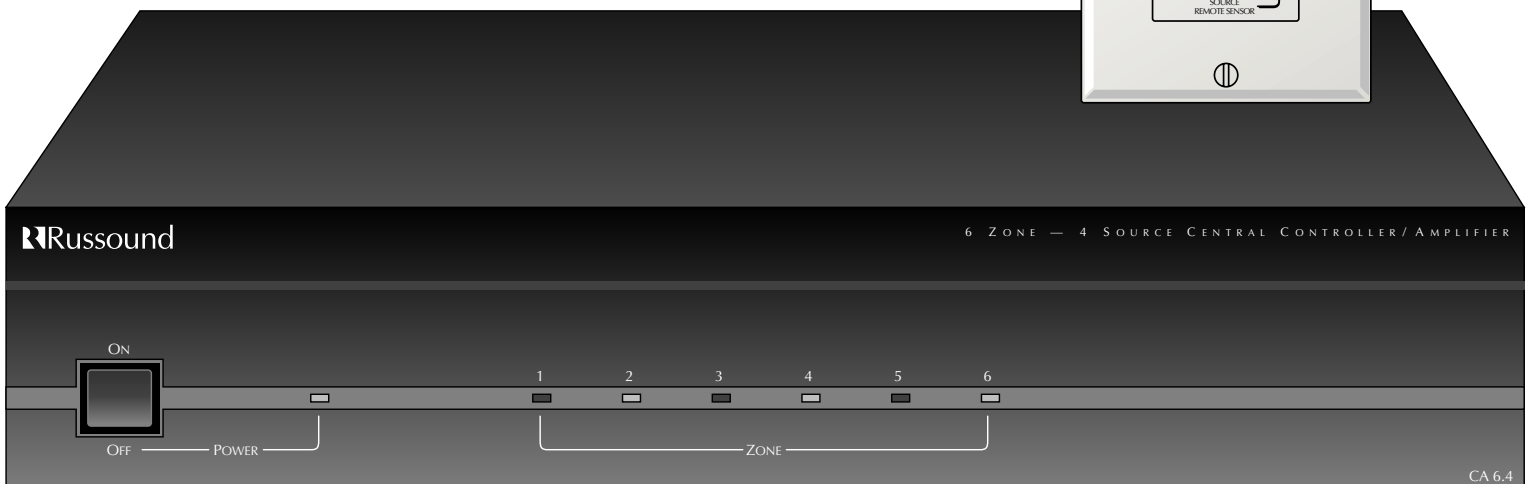 SOURCE
REMOTE SENSOR
Russound
6 ZONE — 4 SOURCE CENTRAL CONTROLLER/AMPLIFIER
ON
1 2 3 4 5 6
OFF POWER ZONE
CA 6.4